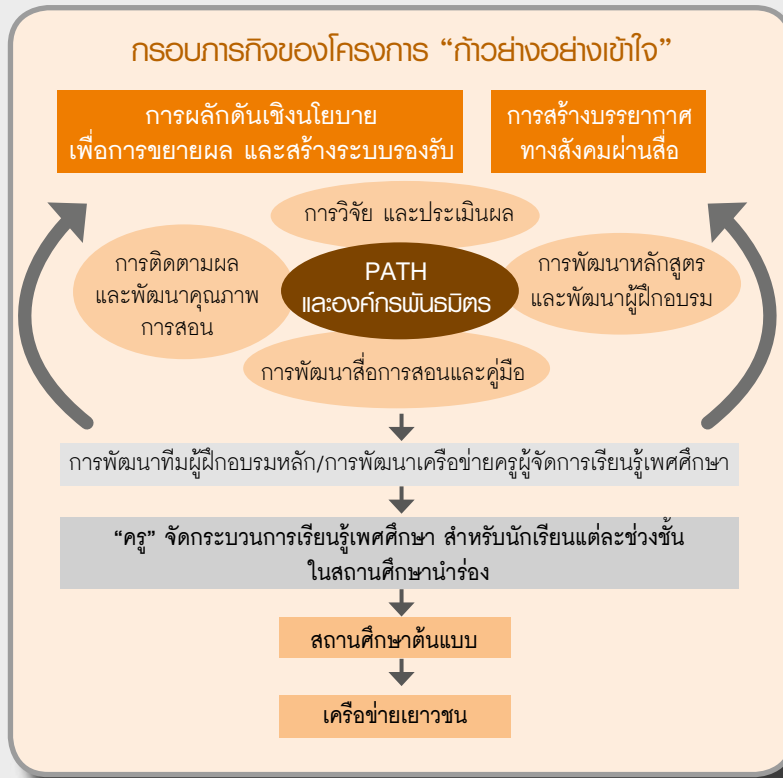 กรอบภารกิจของโครงการ “ก้าวย่างอย่างเข้าใจ”
การผลักดันเชิงนโยบาย
เพื่อการขยายผล และสร้างระบบรองรับ
การสร้างบรรยากาศ
ทางสังคมผ่านสื่อ
การวิจัย และประเมินผล
การติดตามผล
และพัฒนาคุณภาพ
การสอน
PATH
และองค์กรพันธมิตร
การพัฒนาหลักสูตร
และพัฒนาผู้ฝึกอบรม
การพัฒนาสื่อการสอนและคู่มือ
การพัฒนาทีมผู้ฝึกอบรมหลัก/การพัฒนาเครือข่ายครูผู้จัดการเรียนรู้เพศศึกษา
“ครู” จัดกระบวนการเรียนรู้เพศศึกษา สำหรับนักเรียนแต่ละช่วงชั้น
ในสถานศึกษานำร่อง
สถานศึกษาต้นแบบ
เครือข่ายเยาวชน